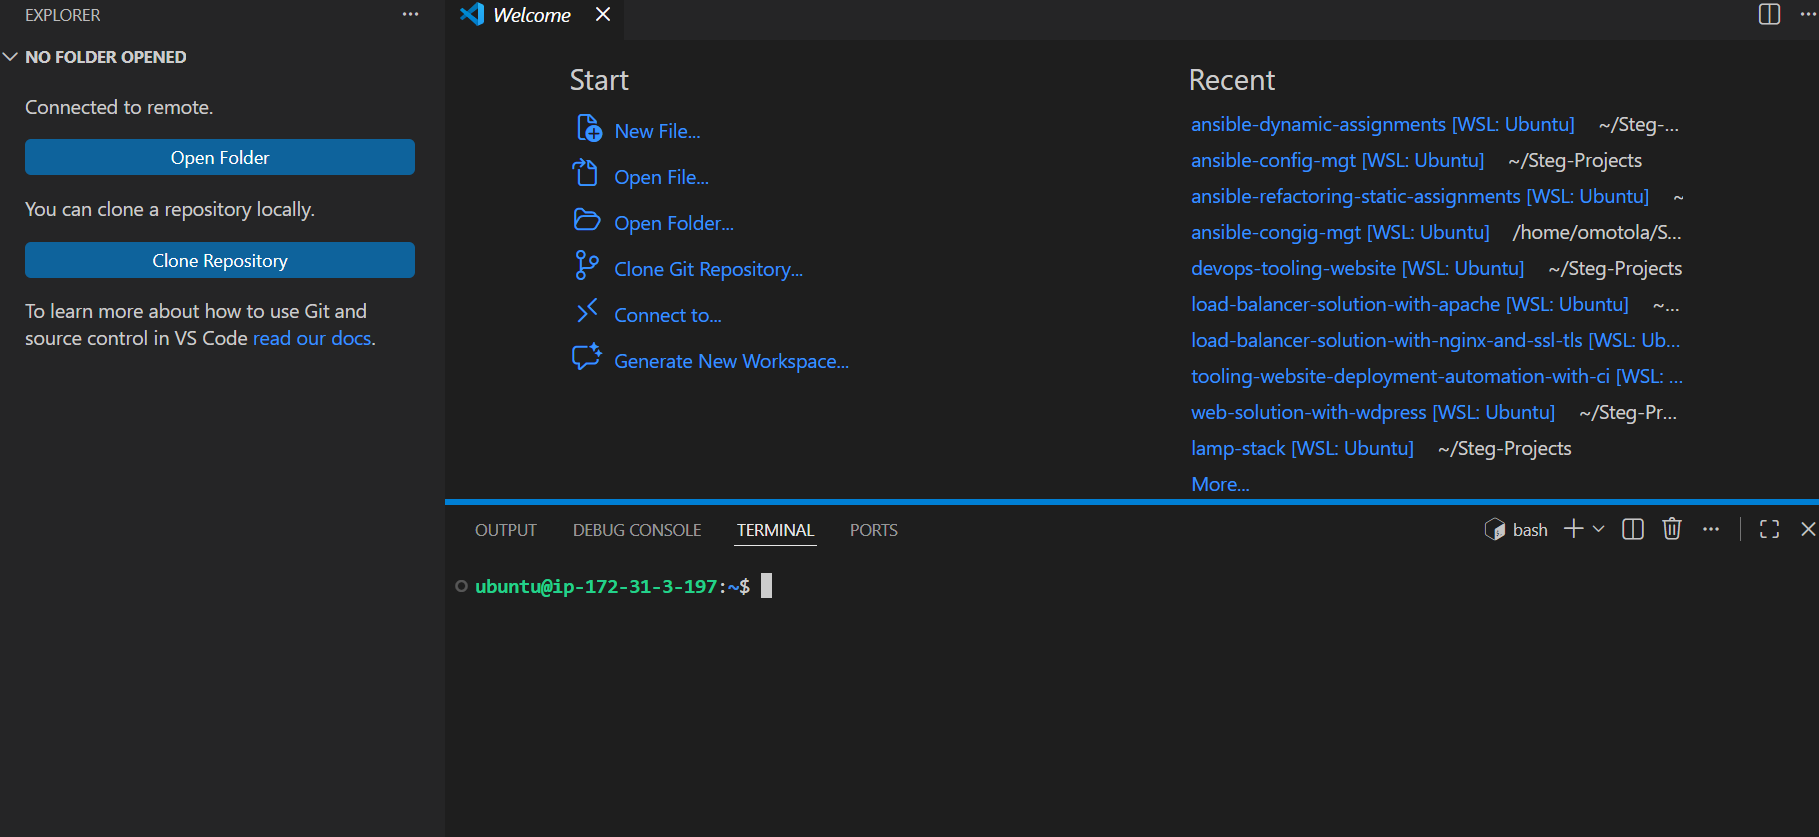 EXPLORER
NO FOLDER OPENED
Connected to remote.
Open Folder
You can clone a repository locally.
Clone Repository
To learn more about how to use Git and
source control in VS Code read our docs.
Welcome
Start
New File...
Open File...
Open Folder...
Clone Git Repository...
Connect to...
Generate New Workspace...
Recent
ansible-dynamic-assignments [WSL: Ubuntu] ~/Steg-...
ansible-config-mgt [WSL: Ubuntu] ~/Steg-Projects
ansible-refactoring-static-assignments [WSL: Ubuntu] ~
ansible-congig-mgt [WSL: Ubuntu] /home/omotola/S...
devops-tooling-website [WSL: Ubuntu] ~/Steg-Projects
load-balancer-solution-with-apache [WSL: Ubuntu] ~...
load-balancer-solution-with-nginx-and-ssl-tls [WSL: Ub...
tooling-website-deployment-automation-with-ci [WSL: ...
web-solution-with-wdpress [WSL: Ubuntu] ~/Steg-Pr...
lamp-stack [WSL: Ubuntu] ~/Steg-Projects
More...
OUTPUT DEBUG CONSOLE TERMINAL PORTS bash
ubuntu@ip-172-31-3-197:~$